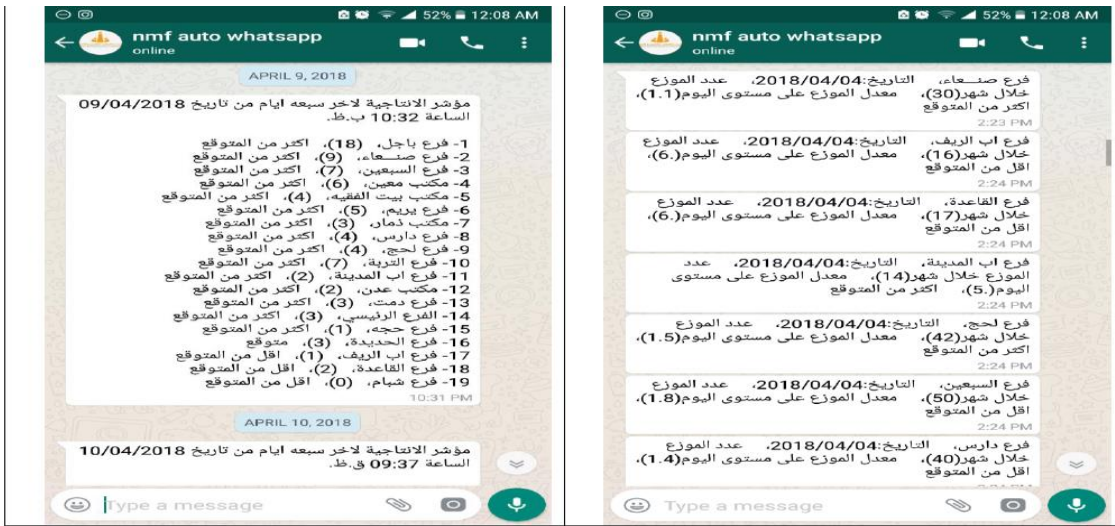 52% 12:08 AM
nmf auto whatsapp
online
APRIL 9, 2018
مؤشر الانتاجية لاخر سبعه ايام من تاريخ 09/04/2018
الساعة 10:32 ب.ظ.
1- فرع باجل، (18)، اكثر من المتوقع
2- فرع صنــعاء، (9)، اكثر من المتوقع
3- فرع السبعين، (7)، اكثر من المتوقع
4- مكتب معين، (6)، اكثر من المتوقع
5- مكتب بيت الفقيه، (4)، اكثر من المتوقع
6- فرع يريم، (5)، اكثر من المتوقع
7- مكتب ذمار، (3)، اكثر من المتوقع
8- فرع دارس، (4)، اكثر من المتوقع
9- فرع لحج، (4)، اكثر من المتوقع
10- فرع التربة، (7)، اكثر من المتوقع
11- فرع اب المدينة، (2)، اكثر من المتوقع
12- مكتب عدن، (2)، اكثر من المتوقع
13- فرع دمت، (3)، اكثر من المتوقع
14- الفرع الرئيسي، (3)، اكثر من المتوقع
15- فرع حجه، (1)، اكثر من المتوقع
16- فرع الحديدة، (3)، متوقع
17- فرع اب الريف، (1)، اقل من المتوقع
18- فرع القاعدة، (2)، اقل من المتوقع
19- فرع شبام، (0)، اقل من المتوقع
10:31 PM
APRIL 10, 2018
مؤشر الانتاجية لاخر سبعه ايام من تاريخ 10/04/2018
الساعة 09:37 ق.ظ.
Type a message
52% 12:08 AM
nmf auto whatsapp
online
فرع صنــعاء، التاريخ:2018/04/04، عدد الموزع
خلال شهر(30)، معدل الموزع على مستوى اليوم(1.1)،
اكثر من المتوقع
2:23 PM
فرع اب الريف، التاريخ:2018/04/04، عدد الموزع
خلال شهر(16)، معدل الموزع على مستوى اليوم(.6)،
اقل من المتوقع
2:24 PM
فرع القاعدة، التاريخ:2018/04/04، عدد الموزع
خلال شهر(17)، معدل الموزع على مستوى اليوم(.6)،
اقل من المتوقع
2:24 PM
فرع اب المدينة، التاريخ:2018/04/04، عدد
الموزع خلال شهر(14)، معدل الموزع على مستوى
اليوم(.5)، اكثر من المتوقع
2:24 PM
فرع لحج، التاريخ:2018/04/04، عدد الموزع
خلال شهر(42)، معدل الموزع على مستوى اليوم(1.5)،
اكثر من المتوقع
2:24 PM
فرع السبعين، التاريخ:2018/04/04، عدد الموزع
خلال شهر(50)، معدل الموزع على مستوى اليوم(1.8)،
اقل من المتوقع
2:24 PM
فرع دارس، التاريخ:2018/04/04، عدد الموزع
خلال شهر(40)، معدل الموزع على مستوى اليوم(1.4)،
اقل من المتوقع
Type a message